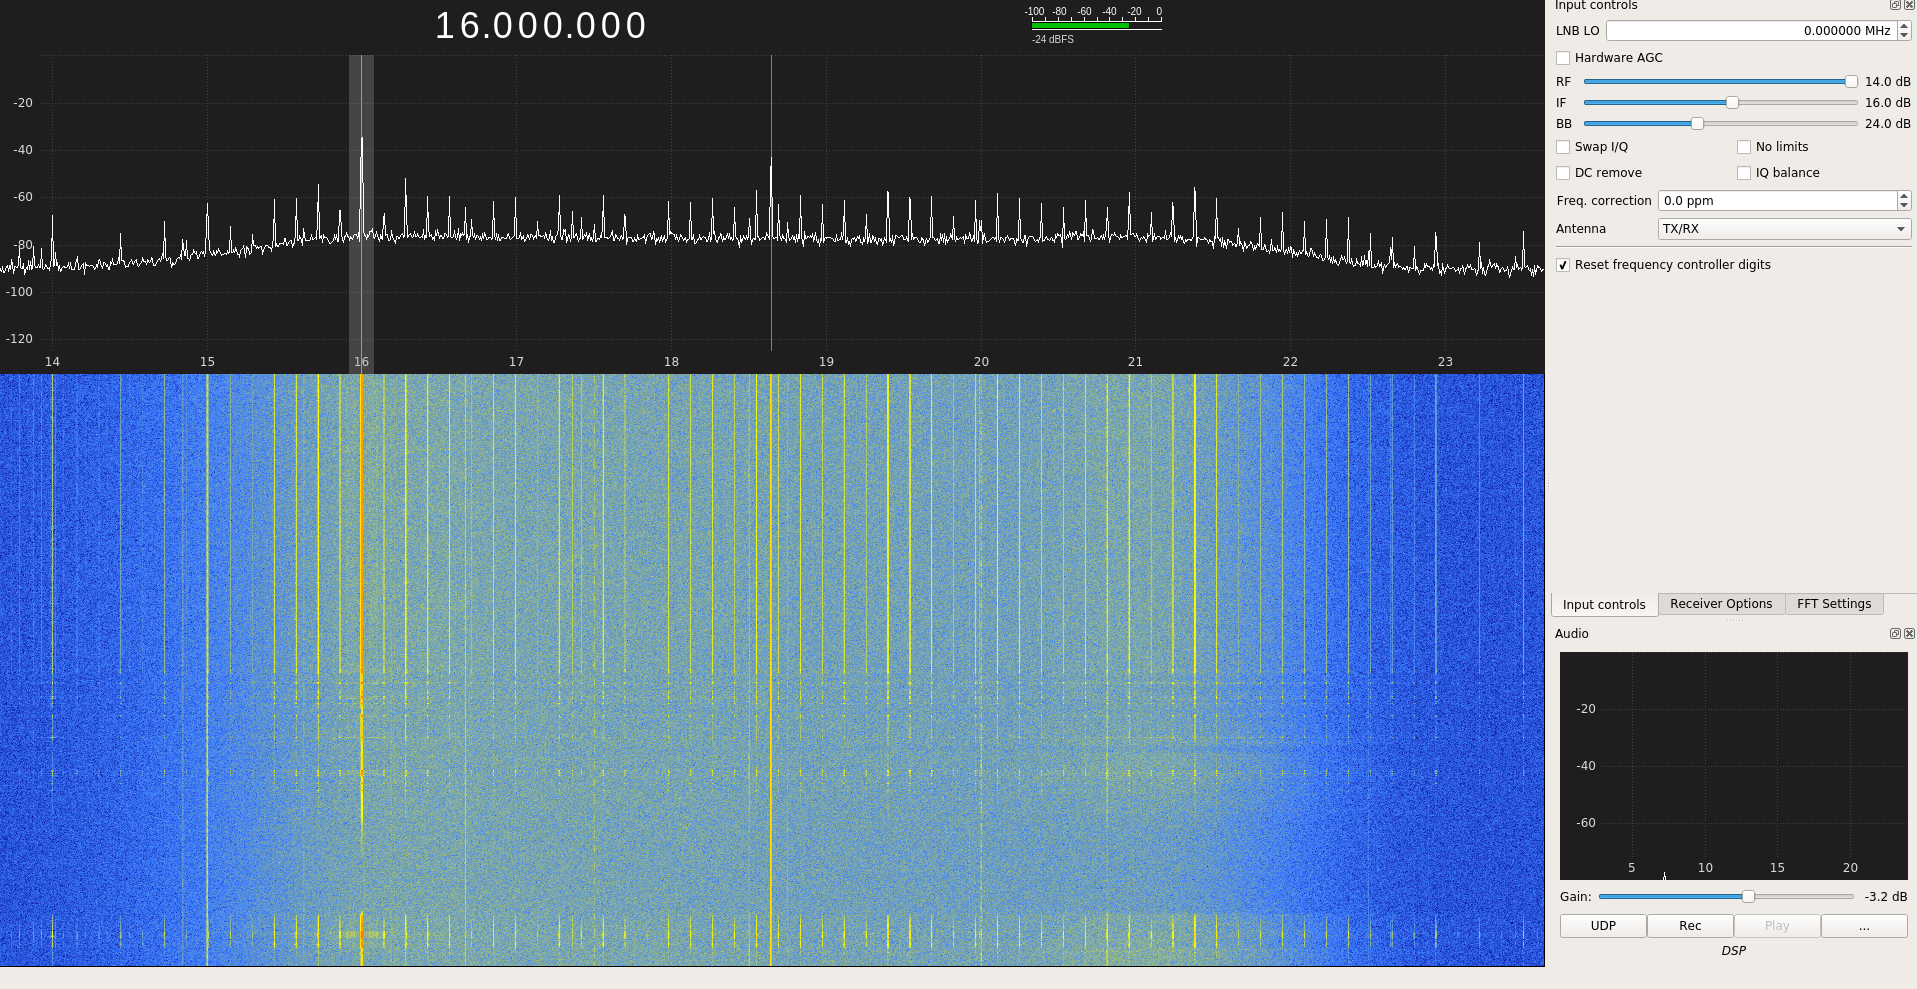 16.000.000
-100 -80 -60 -40 -20 0
-24 dBFS
-20
-40
-60
-80
-100
-120
14 15 16 17 18 19 20 21 22 23
Input controls
LNB LO 0.000000 MHz
Hardware AGC
RF 14.0 dB
IF 16.0 dB
BB 24.0 dB
Swap I/Q No limits
DC remove IQ balance
Freq. correction 0.0 ppm
Antenna TX/RX
Reset frequency controller digits
Input controls Receiver Options FFT Settings
Audio
-20
-40
-60
5 10 15 20
Gain: -3.2 dB
UDP Rec Play ...
DSP